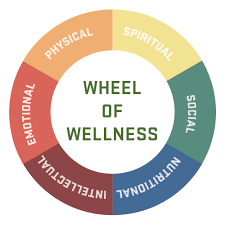 WHEEL
OF
WELLNESS
PHYSICAL
SPIRITUAL
SOCIAL
NUTRITIONAL
INTELLECTUAL
EMOTIONAL